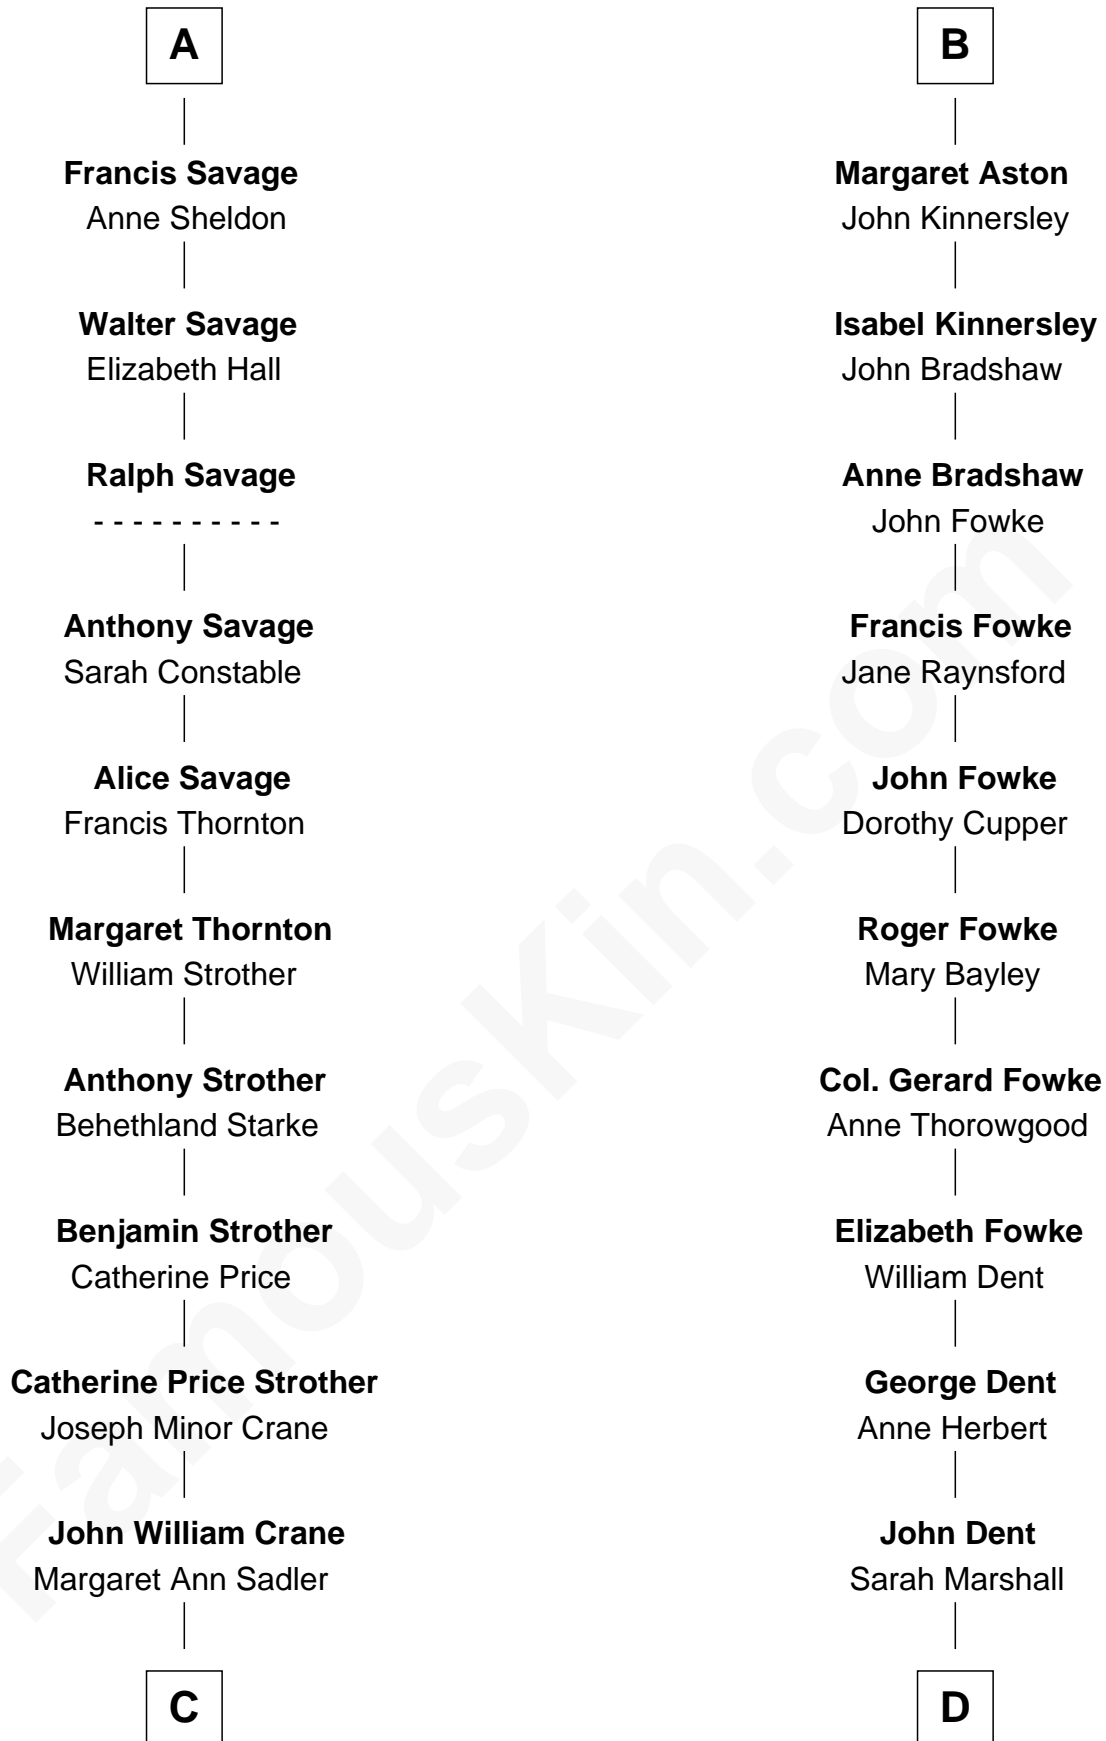 A
Francis Savage
Anne Sheldon
Walter Savage
Elizabeth Hall
Ralph Savage
- - - - - - - - - -
Anthony Savage
Sarah Constable
Alice Savage
Francis Thornton
Margaret Thornton
William Strother
Anthony Strother
Behethland Starke
Benjamin Strother
Catherine Price
Catherine Price Strother
Joseph Minor Crane
John William Crane
Margaret Ann Sadler
C
B
Margaret Aston
John Kinnersley
Isabel Kinnersley
John Bradshaw
Anne Bradshaw
John Fowke
Francis Fowke
Jane Raynsford
John Fowke
Dorothy Cupper
Roger Fowke
Mary Bayley
Col. Gerard Fowke
Anne Thorowgood
Elizabeth Fowke
William Dent
George Dent
Anne Herbert
John Dent
Sarah Marshall
D
FamousKin.com